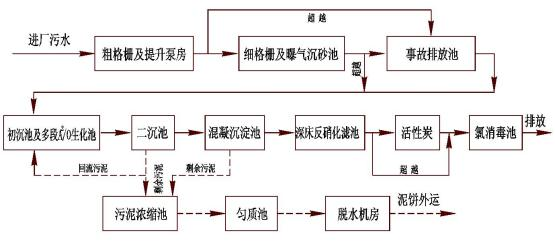 超越
进厂污水
粗格栅及提升泵房
细格栅及曝气沉砂池
超越
事故排放池
初沉池及多段A/O生化池
二沉池
混凝沉淀池
深床反硝化滤池
活性炭
氯消毒池
排放
回流污泥
剩余污泥
剩余污泥
超越
污泥浓缩池
匀质池
脱水机房
泥饼外运